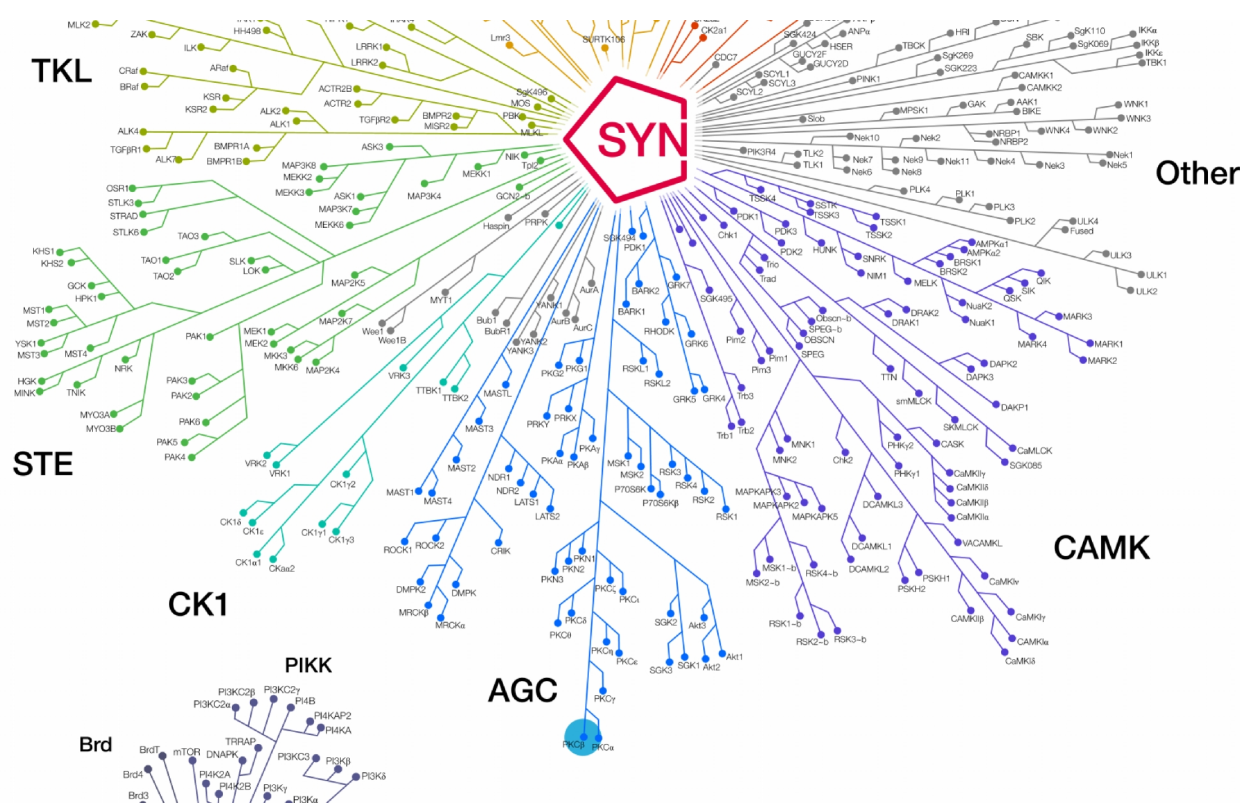 MLK2
ZAK
HH498
ILK
LRRK1
LRRK2
Lmr3
SURTK106
CK2a1
CDC7
SGK424
ANPα
HSER
GUCY2F
GUCY2D
SCYL1
SCYL3
SCYL2
PINK1
TBCK
HRI
SgK269
SGK223
SBK
SgK110
SgK069
IKKα
IKKβ
IKKε
TBK1
TKL
CRaf
BRaf
ARaf
KSR
KSR2
ACTR2B
ACTR2
TGFβR2
ALK2
ALK1
BMPR2
MISR2
SgK496
MOS
PBK
MLKL
ALK4
TGFβR1
ALK7
BMPR1A
BMPR1B
SYN
CAMKK1
CAMKK2
MPSK1
GAK
AAK1
BIKE
Slob
WNK1
WNK3
WNK4
WNK2
NRBP1
NRBP2
Nek10
Nek2
PIK3R4
TLK2
TLK1
Nek7
Nek6
Nek9
Nek8
Nek11
Nek4
Nek3
Nek1
Nek5
Other
ASK3
MAP3K8
MEKK2
MEKK3
NIK
Tpl2
MEKK1
MAP3K4
GCN2~b
ASK1
MAP3K7
MEKK6
Haspin
PRPK
OSR1
STLK3
STRAD
STLK6
TAO3
TAO1
TAO2
SLK
LOK
KHS1
KHS2
GCK
HPK1
MST1
MST2
YSK1
MST3
MST4
HGK
MINK
TNIK
NRK
MYO3A
MYO3B
PAK1
PAK3
PAK2
PAK6
PAK5
PAK4
MAP2K5
MAP2K7
MEK1
MEK2
MKK3
MKK6
MAP2K4
STE
MYT1
Wee1
Wee1B
Bub1
BubR1
YANK1
YANK2
YANK3
AurA
AurB
AurC
VRK3
TTBK1
TTBK2
VRK2
VRK1
CK1γ2
CK1δ
CK1ε
CK1γ1
CK1γ3
CK1α1
CKaα2
CK1
SGK494
PDK1
BARK2
BARK1
GRK7
RHODK
GRK6
GRK5
GRK4
PKG2
PKG1
RSKL1
RSKL2
MASTL
MAST3
MAST2
MAST1
MAST4
PRKY
PRKX
PKAγ
PKAα
PKAβ
NDR1
NDR2
LATS1
LATS2
MSK1
MSK2
P70S6K
P70S6Kβ
RSK3
RSK4
RSK2
RSK1
ROCK1
ROCK2
CRIK
DMPK2
DMPK
MRCKβ
MRCKα
PKN1
PKN2
PKN3
PKCζ
PKCι
PKCδ
PKCθ
PKCη
PKCε
PKCγ
PKCβ
PKCα
SGK2
SGK3
SGK1
Akt3
Akt2
Akt1
AGC
PLK4
PLK1
PLK3
PLK2
ULK4
Fused
ULK3
ULK1
ULK2
TSSK4
SSTK
TSSK3
TSSK1
TSSK2
PDK1
Chk1
PDK3
PDK2
HUNK
SNRK
NIM1
MELK
AMPKα1
AMPKα2
BRSK1
BRSK2
QIK
SIK
QSK
NuaK2
NuaK1
MARK3
MARK4
MARK1
MARK2
Trio
Trad
SGK495
Pim2
Pim1
Pim3
Trb3
Trb1
Trb2
Obscn~b
SPEG~b
OBSCN
SPEG
DRAK2
DRAK1
DAPK2
DAPK3
DAKP1
TTN
smMLCK
SKMLCK
CaMLCK
SGK085
MNK1
MNK2
Chk2
PHKγ2
PHKγ1
CASK
CaMKIIγ
CaMKIIδ
CaMKIIβ
CaMKIIα
MAPKAPK3
MAPKAPK2
MAPKAPK5
DCAMKL3
DCAMKL1
DCAMKL2
VACAMKL
MSK1~b
MSK2~b
RSK4~b
RSK1~b
RSK2~b
RSK3~b
PSKH1
PSKH2
CaMKIv
CAMKIIβ
CaMKIγ
CaMKIα
CaMKIδ
CAMK
PIKK
PI3KC2β
PI3KC2α
PI3KC2γ
PI4B
PI4KAP2
PI4KA
Brd
BrdT
Brd4
Brd3
mTOR
TRRAP
DNAPK
PI4K2A
PI4K2B
PI3KC3
PI3Kβ
PI3Kδ
PI3Kγ
PI3Kα